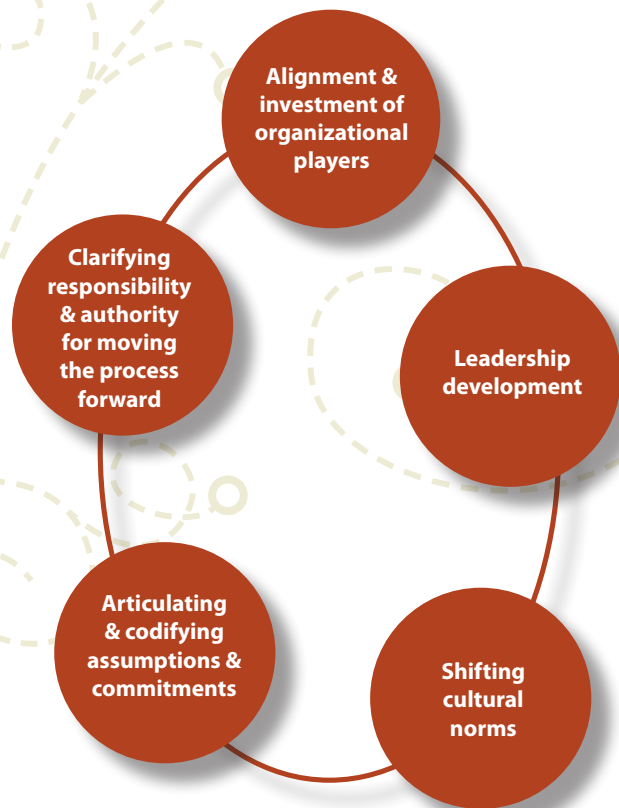 Alignment &
investment of
organizational
players
Leadership
development
Shifting
cultural
norms
Articulating
& codifying
assumptions &
commitments
Clarifying
responsibility
& authority
for moving
the process
forward